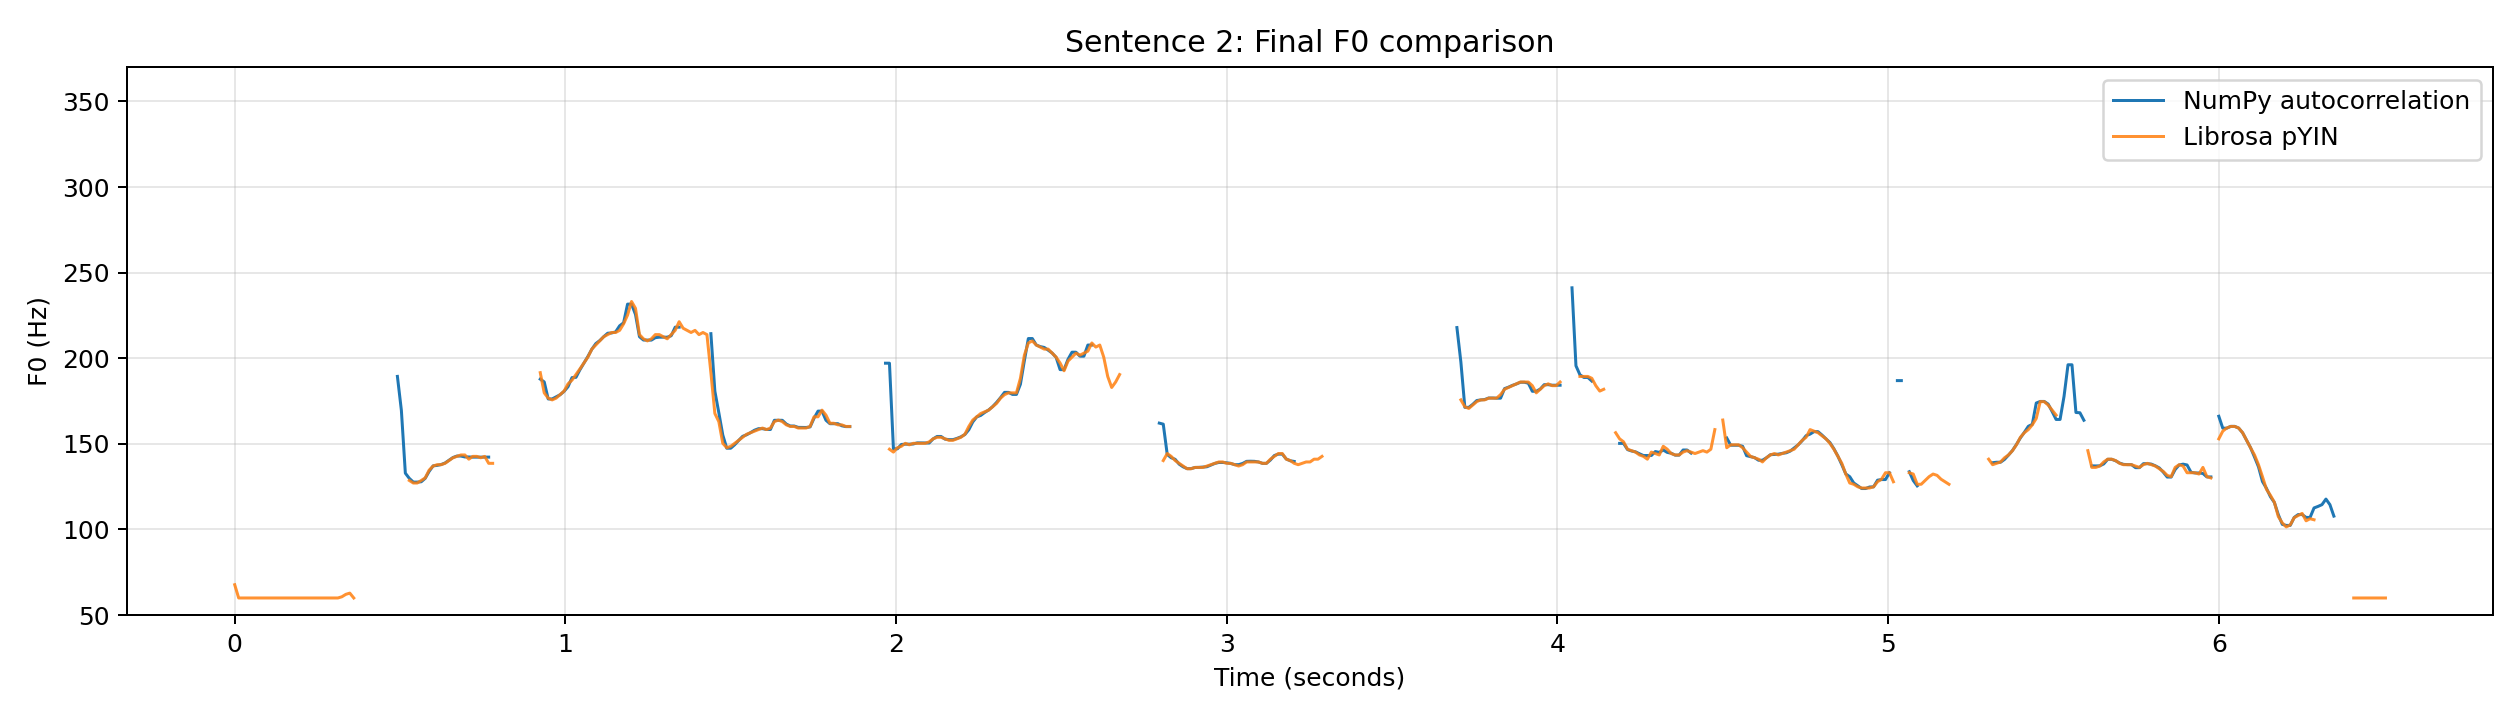 Sentence 2: Final F0 comparison
NumPy autocorrelation
Librosa pYIN
F0 (Hz)
350
300
250
200
150
100
50
0 1 2 3 4 5 6
Time (seconds)